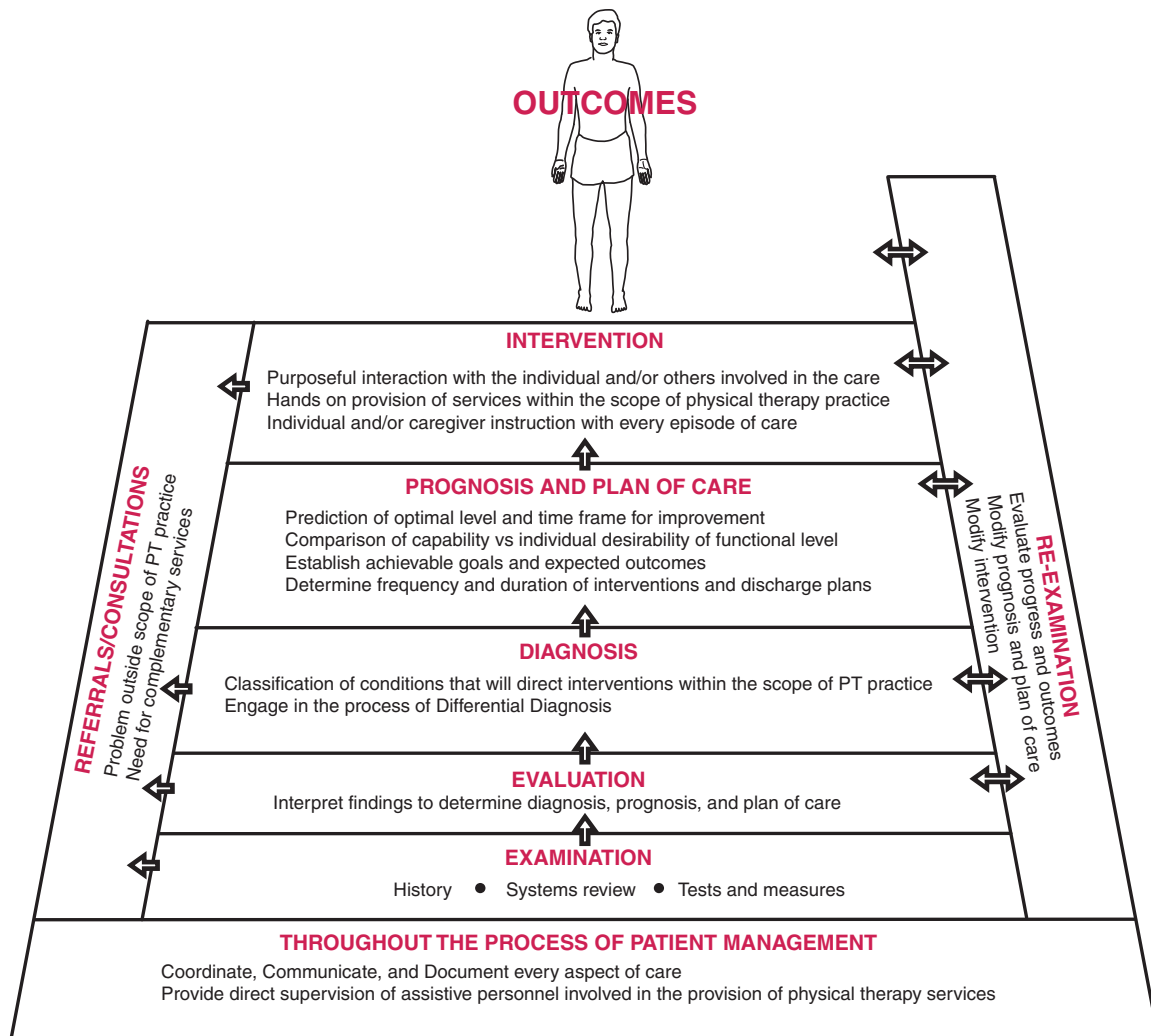 OUTCOMES
INTERVENTION
Purposeful interaction with the individual and/or others involved in the care
Hands on provision of services within the scope of physical therapy practice
Individual and/or caregiver instruction with every episode of care
PROGNOSIS AND PLAN OF CARE
Prediction of optimal level and time frame for improvement
Comparison of capability vs individual desirability of functional level
Establish achievable goals and expected outcomes
Determine frequency and duration of interventions and discharge plans
DIAGNOSIS
Classification of conditions that will direct interventions within the scope of PT practice
Engage in the process of Differential Diagnosis
EVALUATION
Interpret findings to determine diagnosis, prognosis, and plan of care
EXAMINATION
History • Systems review • Tests and measures
REFERRALS/CONSULTATIONS
Problem outside scope of PT practice
Need for complementary services
RE-EXAMINATION
Evaluate progress and outcomes
Modify prognosis and plan of care
Modify intervention
THROUGHOUT THE PROCESS OF PATIENT MANAGEMENT
Coordinate, Communicate, and Document every aspect of care
Provide direct supervision of assistive personnel involved in the provision of physical therapy services